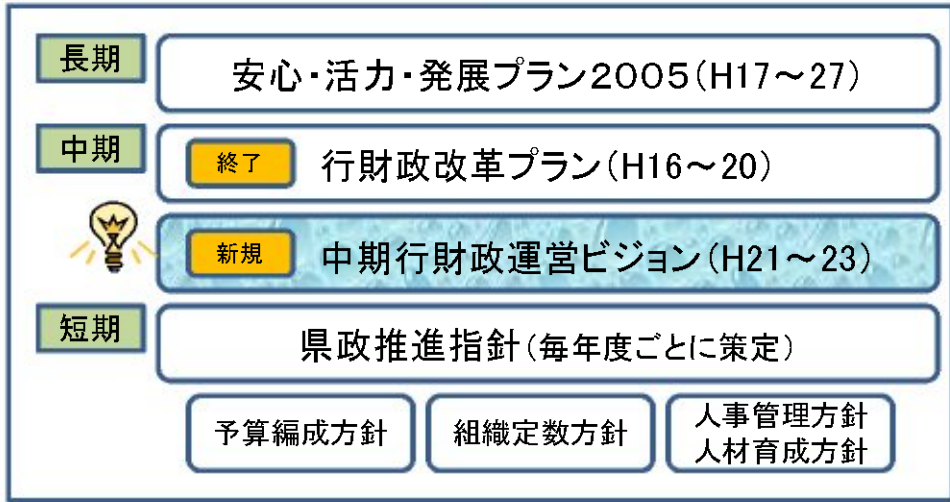 長期
安心・活力・発展プラン2005(H17～27)
中期
終了 行財政改革プラン(H16～20)
新規 中期行財政運営ビジョン(H21～23)
短期
県政推進指針(毎年度ごとに策定)
予算編成方針
組織定数方針
人事管理方針
人材育成方針